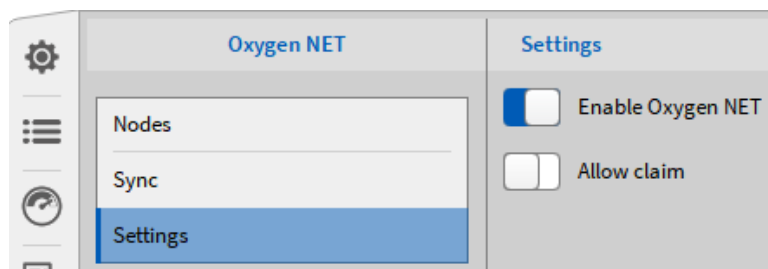 Oxygen NET
Settings
Nodes
Sync
Settings
Enable Oxygen NET
Allow claim